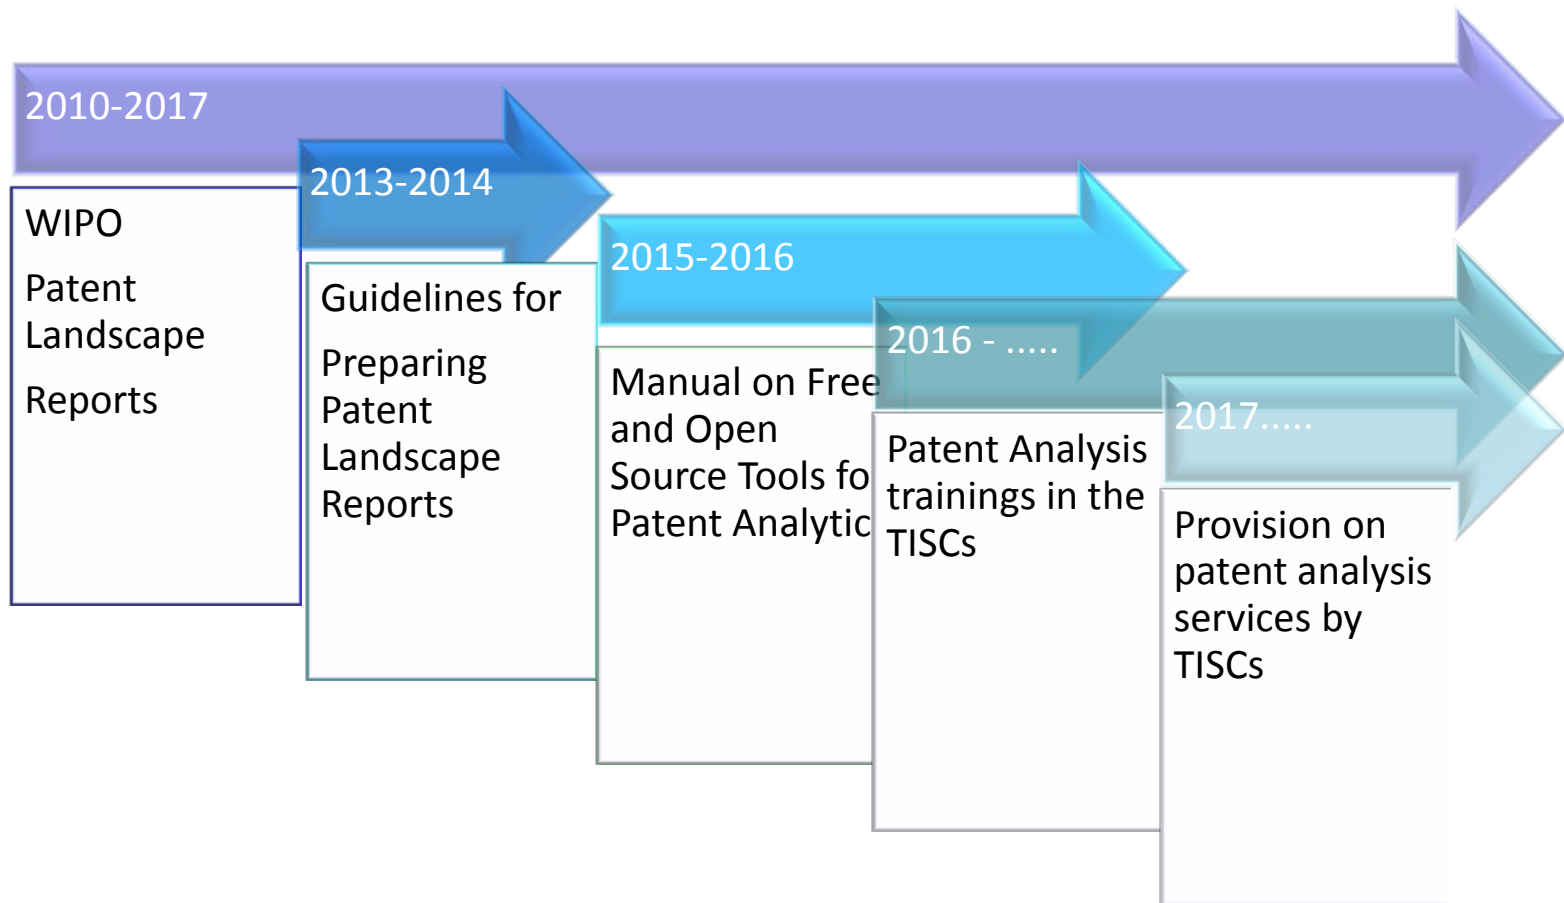 2010-2017
WIPO
Patent
Landscape
Reports
2013-2014
Guidelines for
Preparing
Patent
Landscape
Reports
2015-2016
Manual on Free
and Open
Source Tools fo
Patent Analytic
2016 - .....
Patent Analysis
trainings in the
TISCs
2017.....
Provision on
patent analysis
services by
TISCs